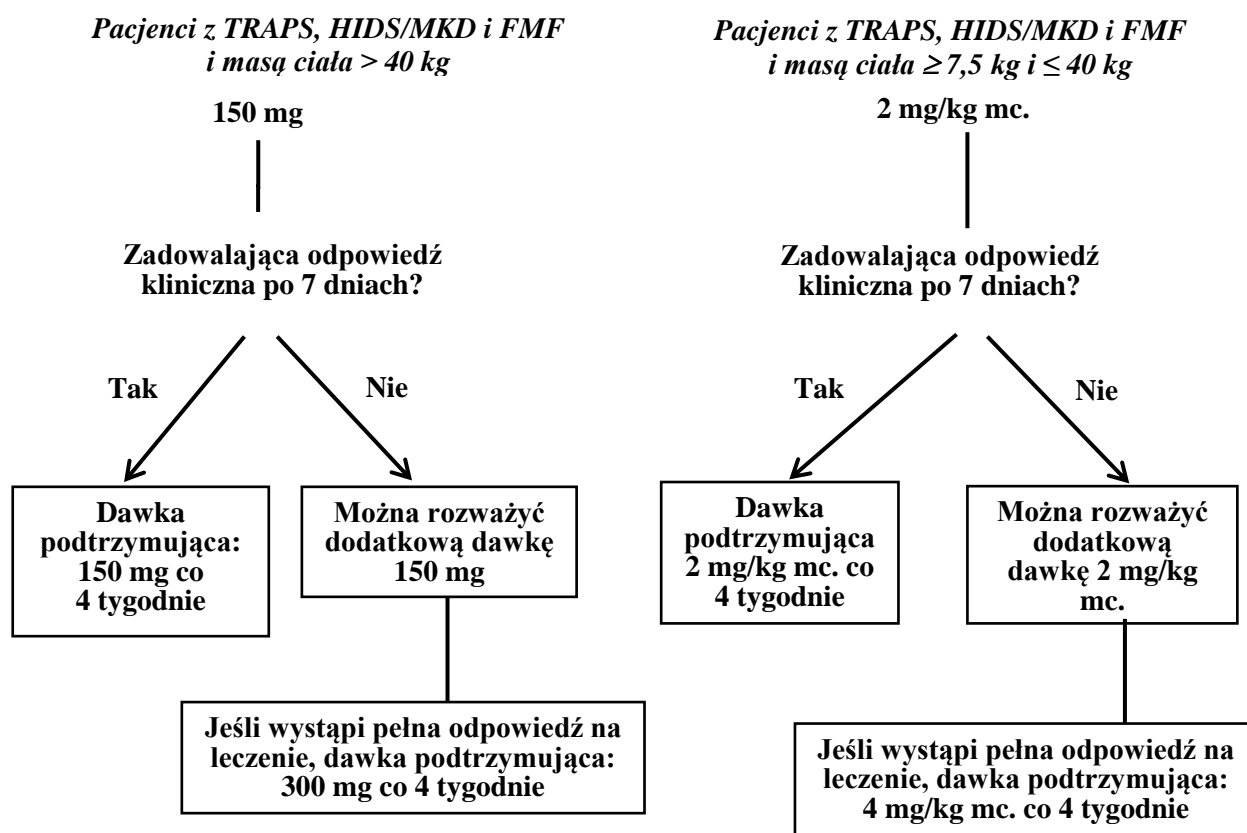 Pacjenci z TRAPS, HIDS/MKD i FMF
i masą ciała > 40 kg
150 mg
Zadowalająca odpowiedź
kliniczna po 7 dniach?
Tak
Nie
Dawka
podtrzymująca:
150 mg co
4 tygodnie
Można rozważyć
dodatkową dawkę
150 mg
Jeśli wystąpi pełna odpowiedź na
leczenie, dawka podtrzymująca:
300 mg co 4 tygodnie
Pacjenci z TRAPS, HIDS/MKD i FMF
i masą ciała ≥ 7,5 kg i ≤ 40 kg
2 mg/kg mc.
Zadowalająca odpowiedź
kliniczna po 7 dniach?
Tak
Nie
Dawka
podtrzymująca
2 mg/kg mc. co
4 tygodnie
Można rozważyć
dodatkową
dawkę 2 mg/kg
mc.
Jeśli wystąpi pełna odpowiedź na
leczenie, dawka podtrzymująca:
4 mg/kg mc. co 4 tygodnie